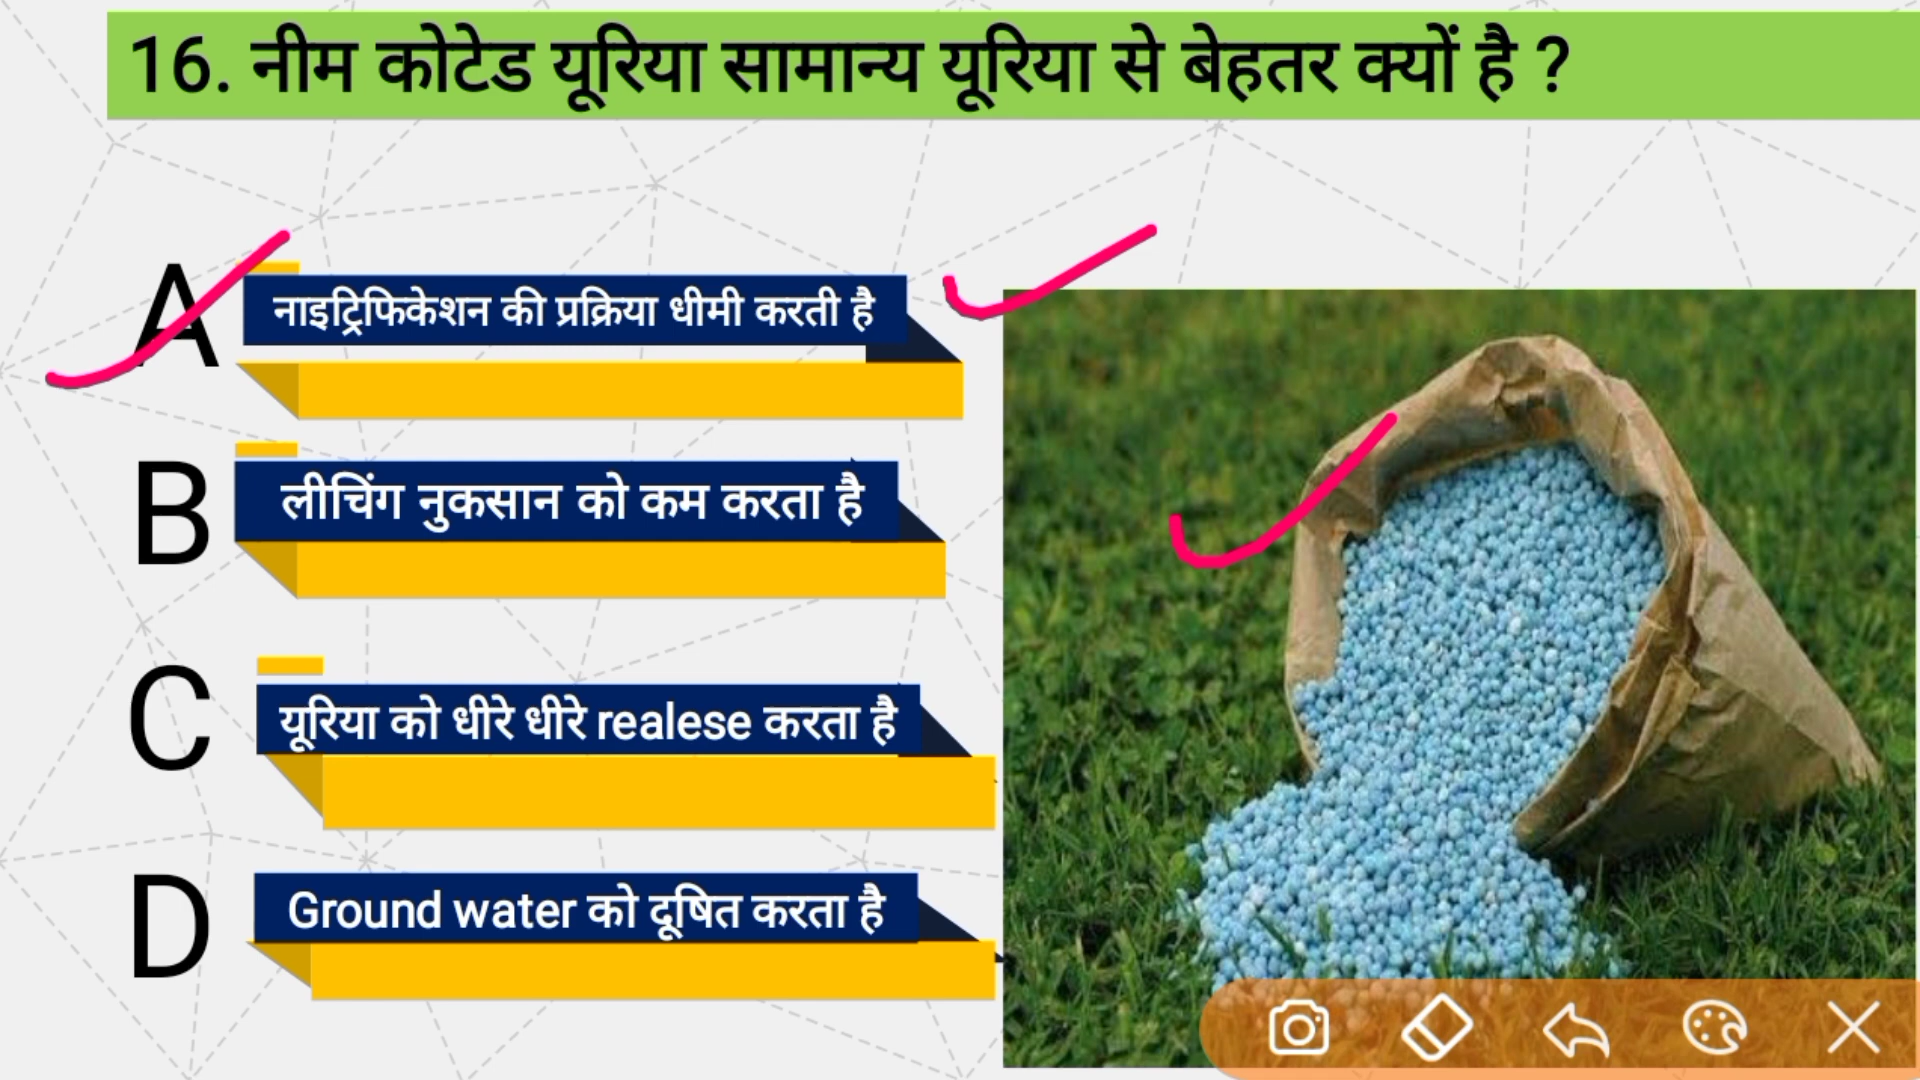 16. नीम कोटेड यूरिया सामान्य यूरिया से बेहतर क्यों है ?
A
नाइट्रिफिकेशन की प्रक्रिया धीमी करती है
B
लीचिंग नुकसान को कम करता है
C
यूरिया को धीरे धीरे realese करता है
D
Ground water को दूषित करता है